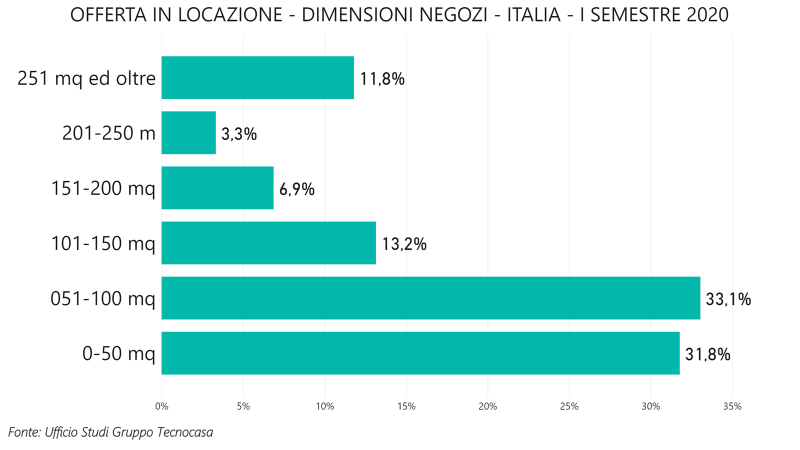 OFFERTA IN LOCAZIONE - DIMENSIONI NEGOZI - ITALIA - I SEMESTRE 2020
251 mq ed oltre 11,8%
201-250 m 3,3%
151-200 mq 6,9%
101-150 mq 13,2%
051-100 mq 33,1%
0-50 mq 31,8%
0% 5% 10% 15% 20% 25% 30% 35%
Fonte: Ufficio Studi Gruppo Tecnocasa